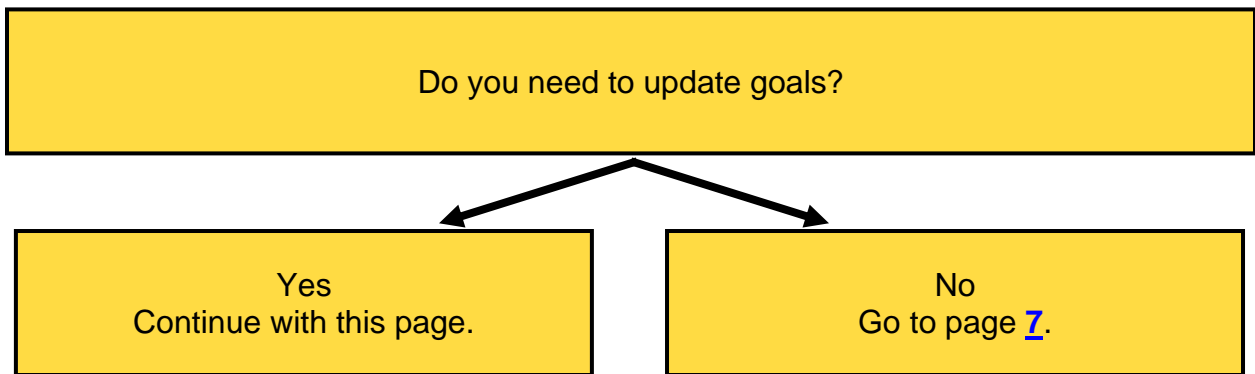 Do you need to update goals?
Yes
Continue with this page.
No
Go to page 7.